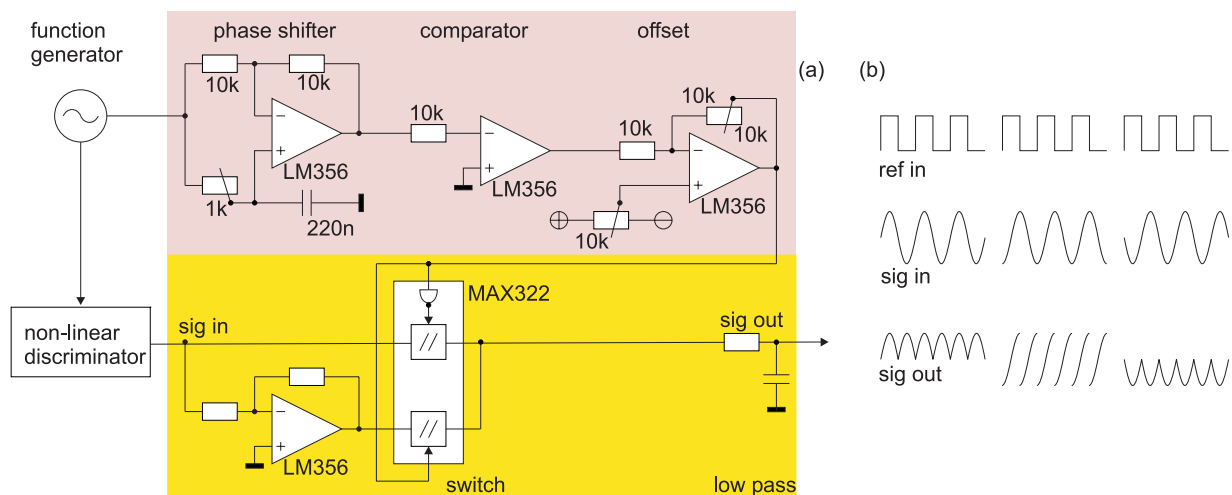 function
generator
phase shifter
comparator
offset
(a)
(b)
10k
10k
10k
10k
10k
10k
LM356
LM356
LM356
1k
220n
10k
ref in
MAX322
sig in
sig out
non-linear
discriminator
sig in
sig out
LM356
switch
low pass